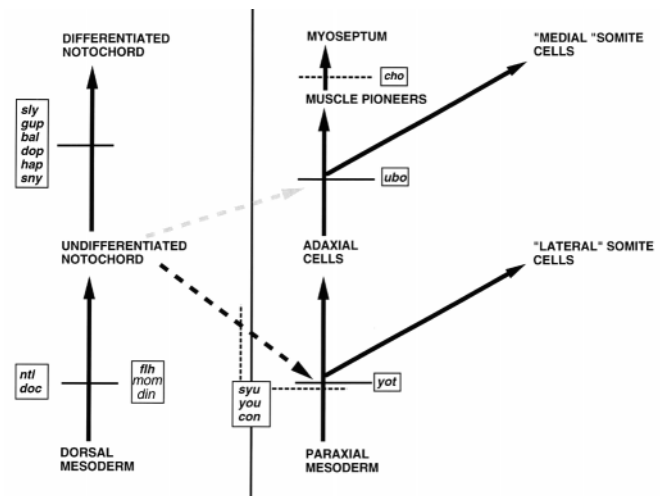 DIFFERENTIATED
NOTOCHORD
MYOSEPTUM
"MEDIAL "SOMITE
CELLS
cho
MUSCLE PIONEERS
sly
gup
bal
dop
hap
sny
ubo
UNDIFFERENTIATED
NOTOCHORD
ADAXIAL
CELLS
"LATERAL" SOMITE
CELLS
ntl
doc
flh
mom
din
syu
you
con
yot
DORSAL
MESODERM
PARAXIAL
MESODERM